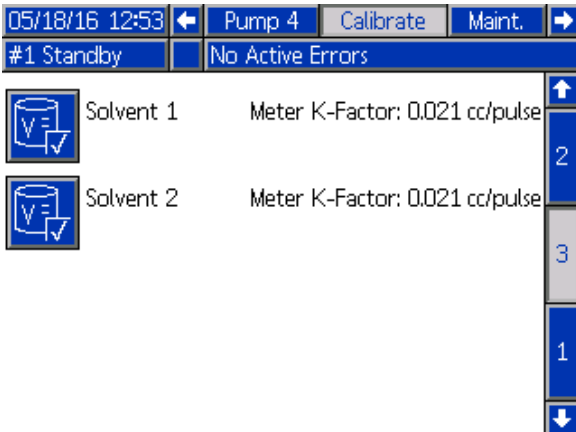 05/18/16 12:53 Pump 4 Calibrate Maint.
#1 Standby No Active Errors
Solvent 1 Meter K-Factor: 0.021 cc/pulse
2
Solvent 2 Meter K-Factor: 0.021 cc/pulse
3
1